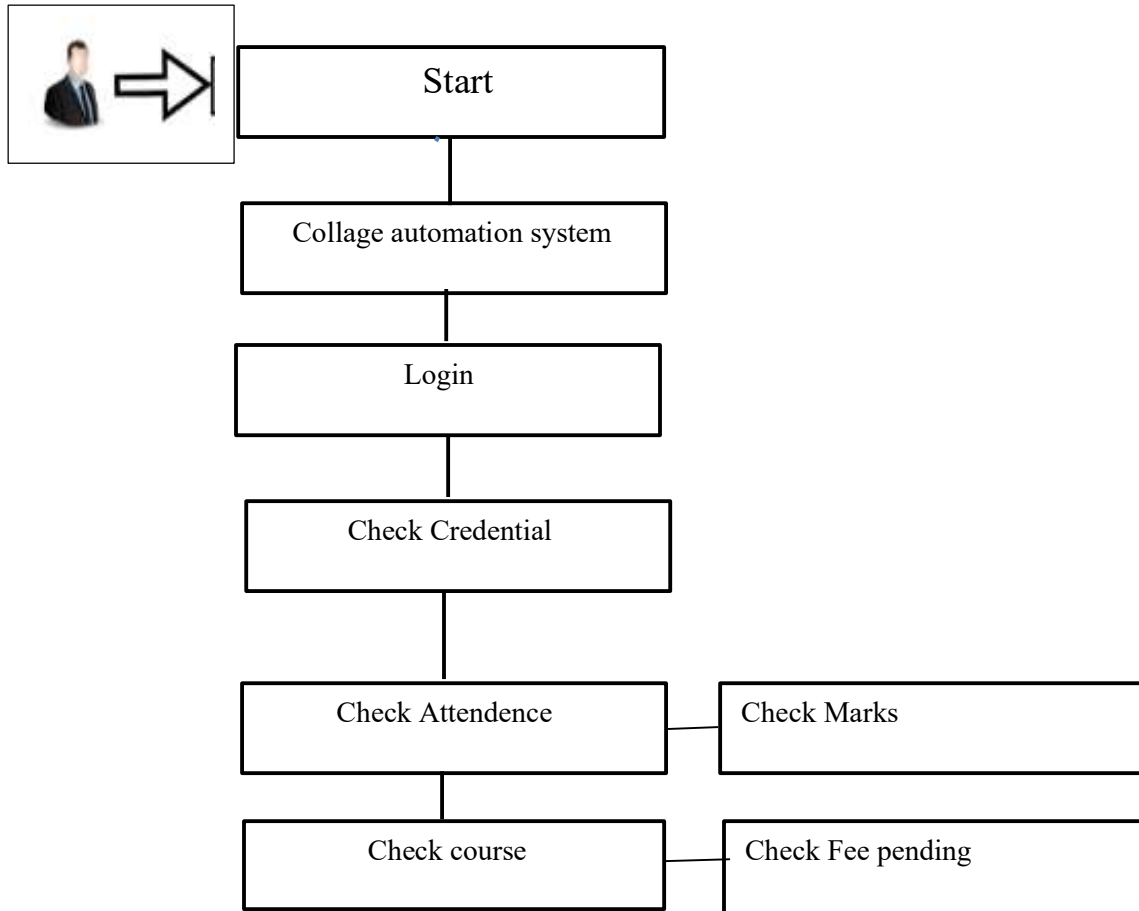 Start
Collage automation system
Login
Check Credential
Check Attendence
Check Marks
Check course
Check Fee pending